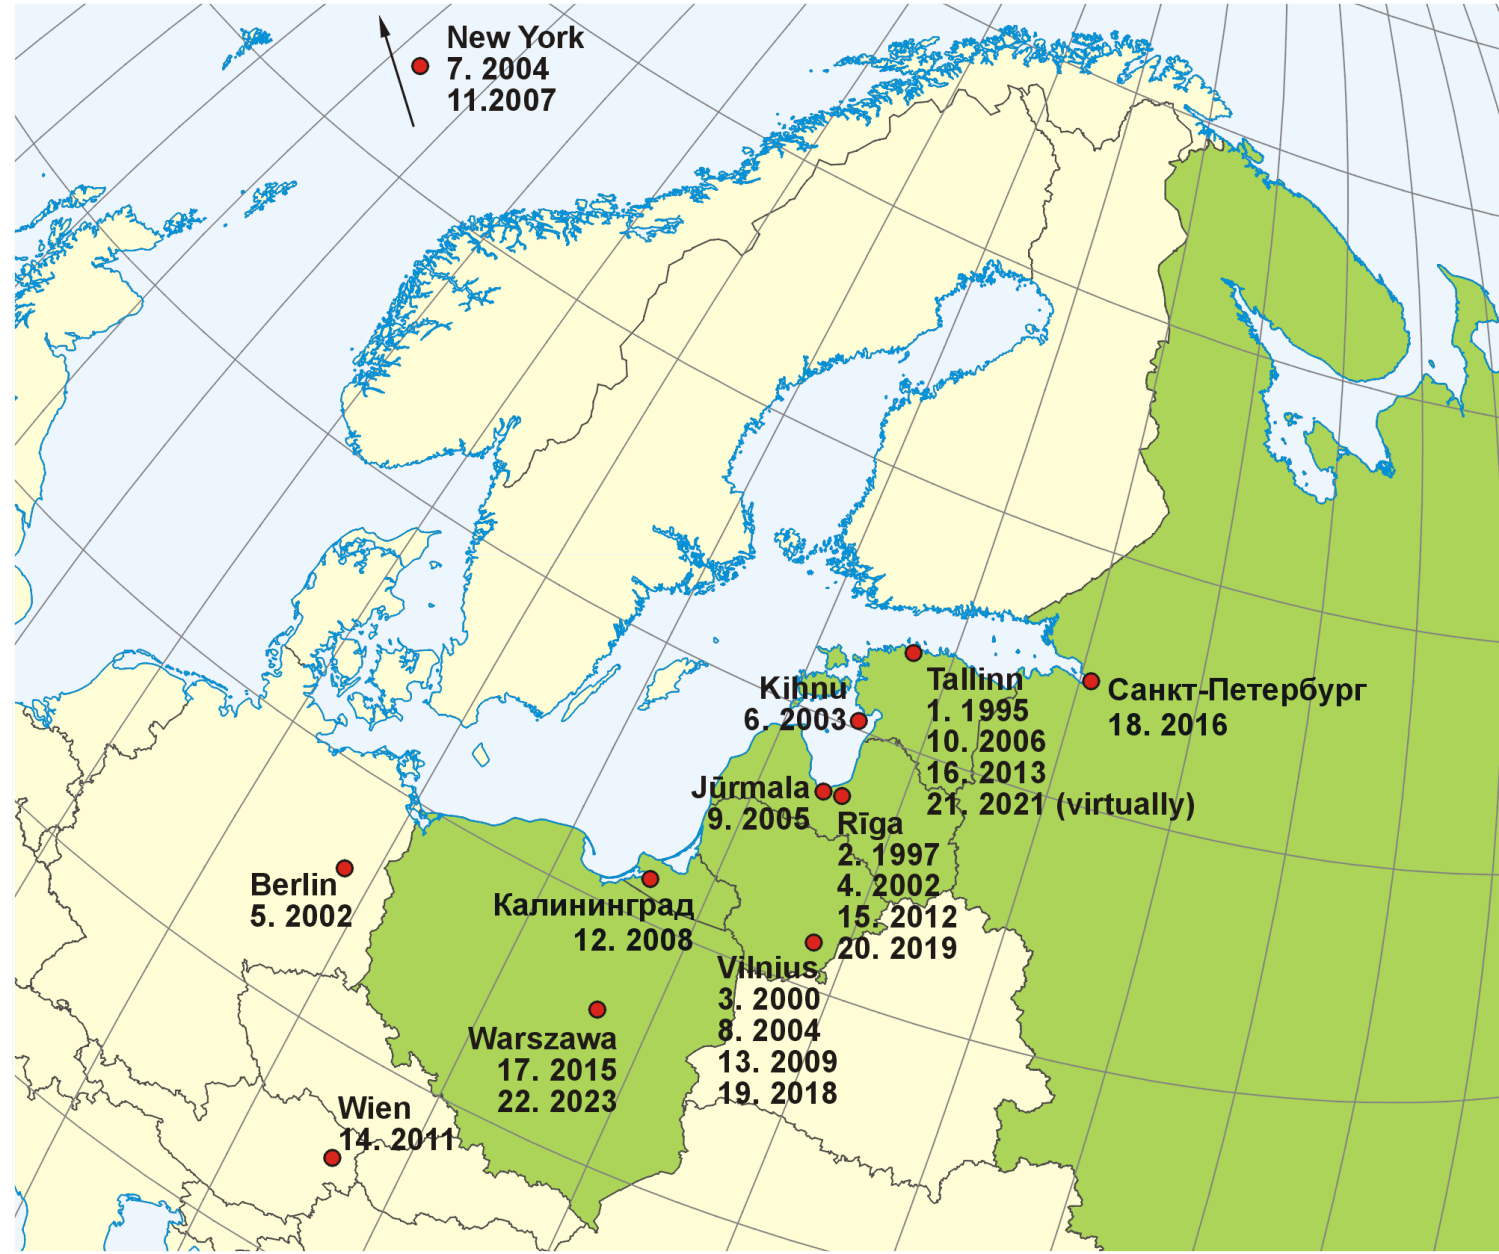 New York
7. 2004
11.2007
Kihnu
6. 2003
Tallinn
1. 1995
10. 2006
16. 2013
21. 2021 (virtually)
Санкт-Петербург
18. 2016
Jūrmala
9. 2005
Rīga
2. 1997
4. 2002
15. 2012
20. 2019
Berlin
5. 2002
Калининград
12. 2008
Vilnius
3. 2000
8. 2004
13. 2009
19. 2018
Warszawa
17. 2015
22. 2023
Wien
14. 2011